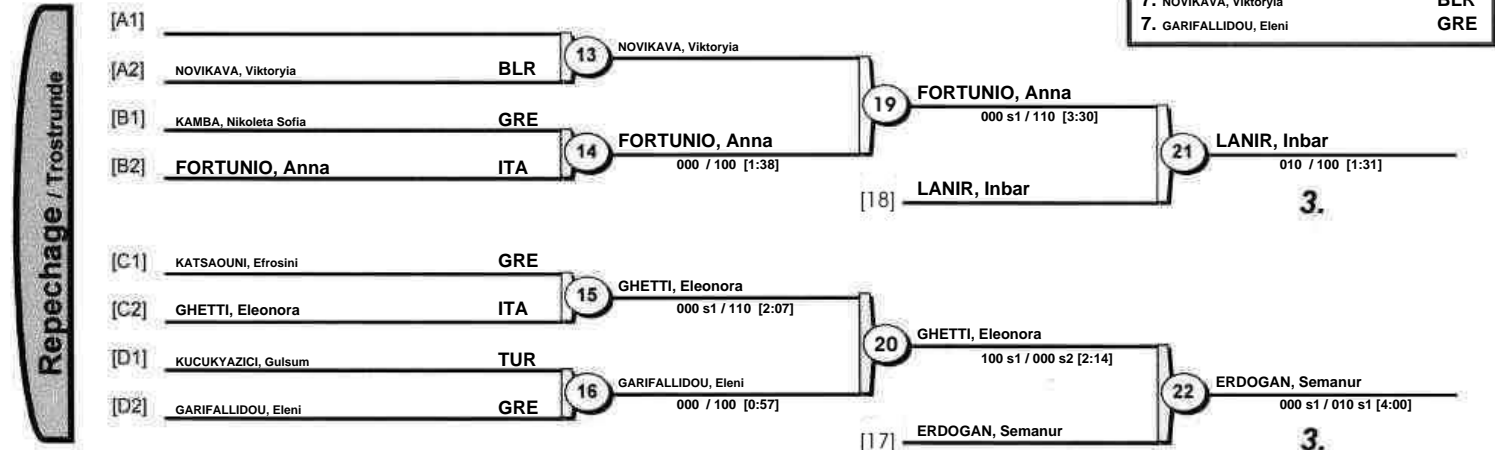 7. NOVIKAVA, Viktoryia BLR
7. GARIFALLIDOU, Eleni GRE
Repechage / Trostrunde
[A1]
[A2] NOVIKAVA, Viktoryia BLR
13 NOVIKAVA, Viktoryia
[B1] KAMBA, Nikoleta Sofia GRE
[B2] FORTUNIO, Anna ITA
14 FORTUNIO, Anna
000 / 100 [1:38]
19 FORTUNIO, Anna
000 s1 / 110 [3:30]
[18] LANIR, Inbar
21 LANIR, Inbar
010 / 100 [1:31]
3.
[C1] KATSAOUNI, Efrosini GRE
[C2] GHETTI, Eleonora ITA
15 GHETTI, Eleonora
000 s1 / 110 [2:07]
[D1] KUCUKYAZICI, Gulsum TUR
[D2] GARIFALLIDOU, Eleni GRE
16 GARIFALLIDOU, Eleni
000 / 100 [0:57]
20 GHETTI, Eleonora
100 s1 / 000 s2 [2:14]
[17] ERDOGAN, Semanur
22 ERDOGAN, Semanur
000 s1 / 010 s1 [4:00]
3.